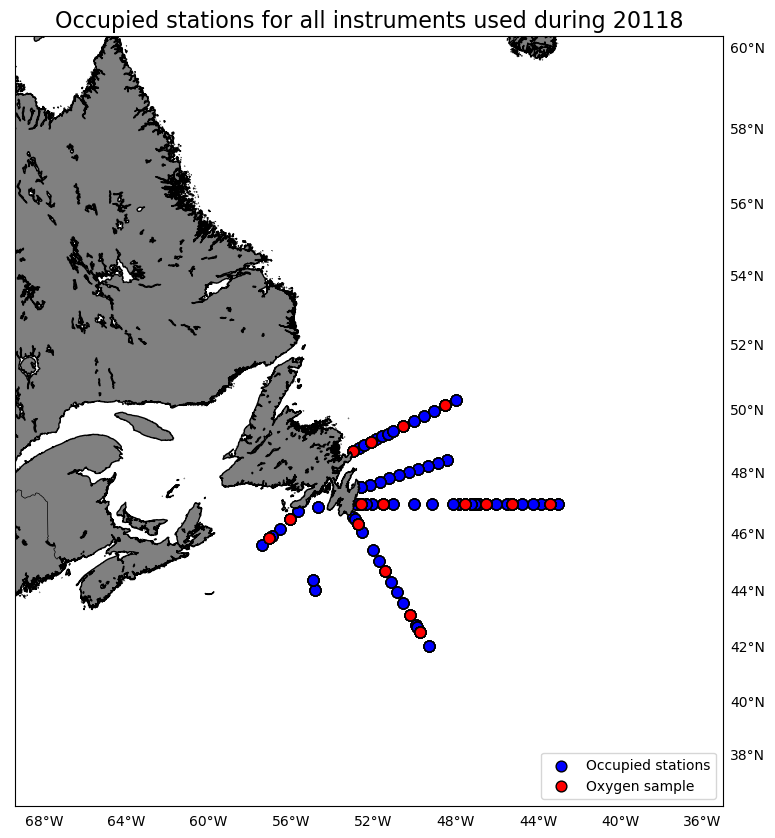 Occupied stations for all instruments used during 20118
60°N
58°N
56°N
54°N
52°N
50°N
48°N
46°N
44°N
42°N
40°N
38°N
Occupied stations
Oxygen sample
68°W 64°W 60°W 56°W 52°W 48°W 44°W 40°W 36°W